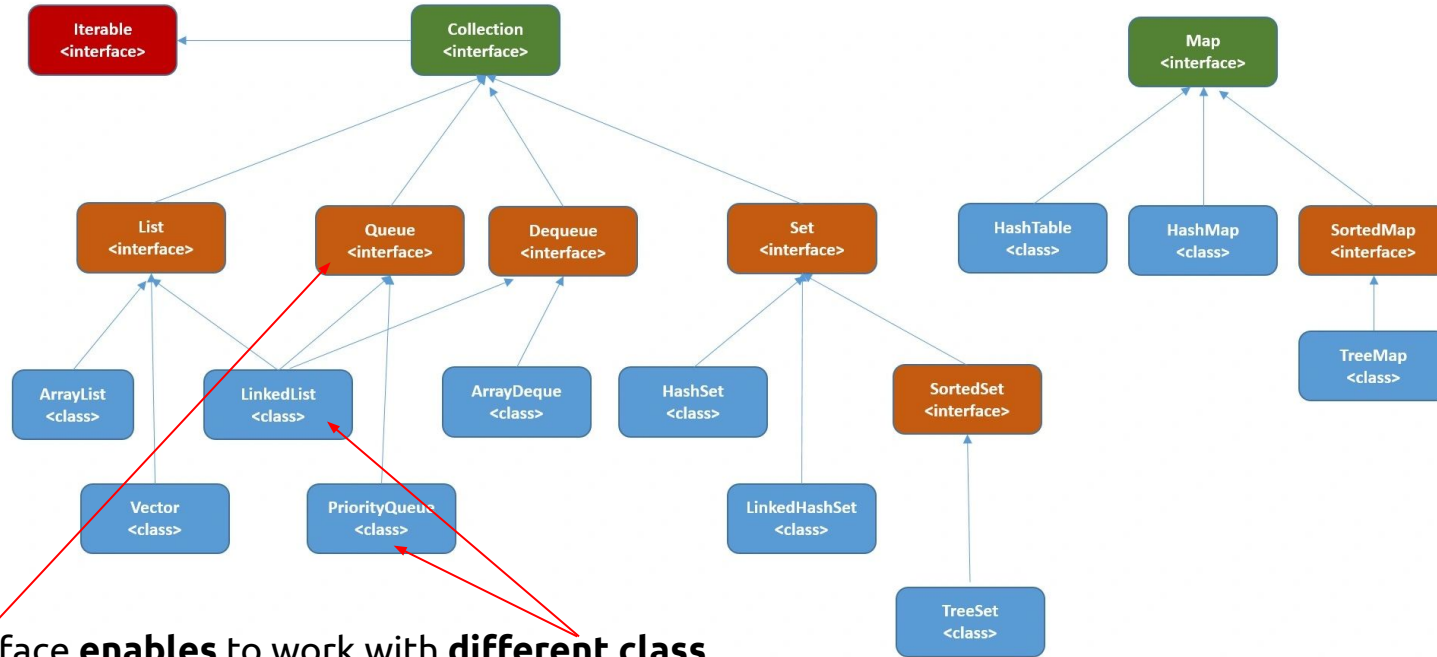 Iterable
<interface>
Collection
<interface>
Map
<interface>
List
<interface>
Queue
<interface>
Dequeue
<interface>
Set
<interface>
HashTable
<class>
HashMap
<class>
SortedMap
<interface>
ArrayList
<class>
LinkedList
<class>
ArrayDeque
<class>
HashSet
<class>
SortedSet
<interface>
TreeMap
<class>
Vector
<class>
PriorityQueue
<class>
LinkedHashSet
<class>
TreeSet
<class>
face enables to work with different class